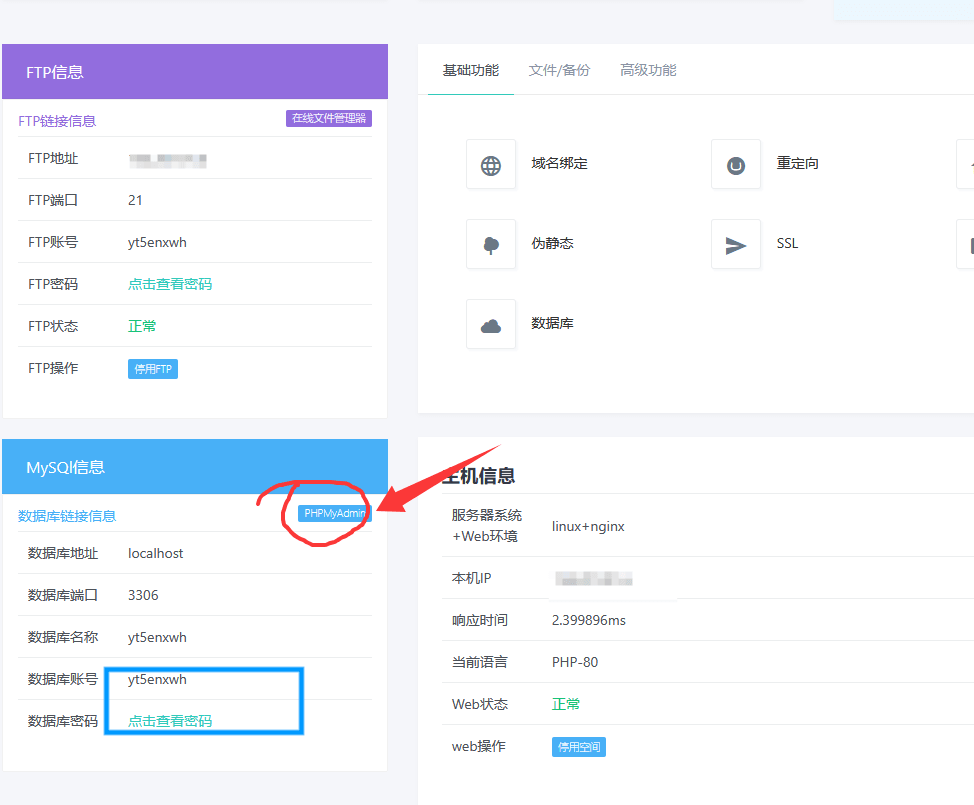 FTP信息
FTP链接信息
在线文件管理器
FTP地址
FTP端口 21
FTP账号 yt5enxwh
FTP密码 点击查看密码
FTP状态 正常
FTP操作 停用FTP
基础功能 文件/备份 高级功能
域名绑定 重定向
伪静态 SSL
数据库
MySQl信息
数据库链接信息
PHPMyAdmin
数据库地址 localhost
数据库端口 3306
数据库名称 yt5enxwh
数据库账号 yt5enxwh
数据库密码 点击查看密码
主机信息
服务器系统
+Web环境
linux+nginx
本机IP
响应时间 2.399896ms
当前语言 PHP-80
Web状态 正常
web操作 停用空间